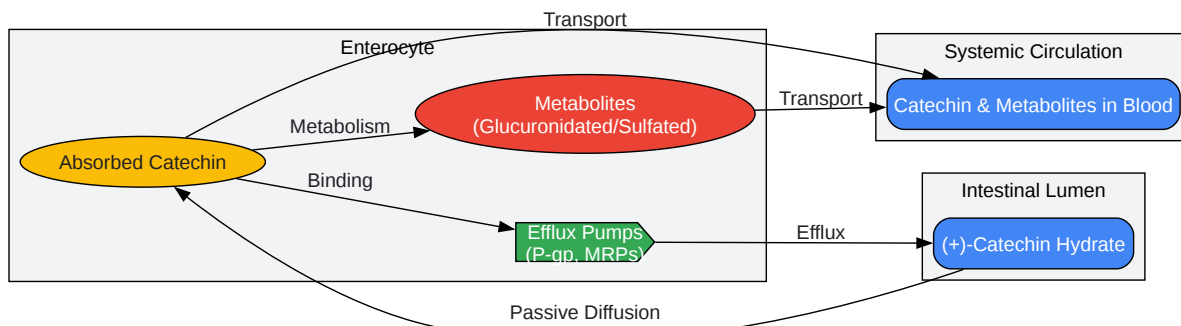 Transport
Enterocyte
Systemic Circulation
Metabolites
(Glucuronidated/Sulfated)
Transport
Catechin & Metabolites in Blood
Metabolism
Absorbed Catechin
Binding
Intestinal Lumen
Efflux Pumps
(P-gp, MRPs)
Efflux
(+)-Catechin Hydrate
Passive Diffusion